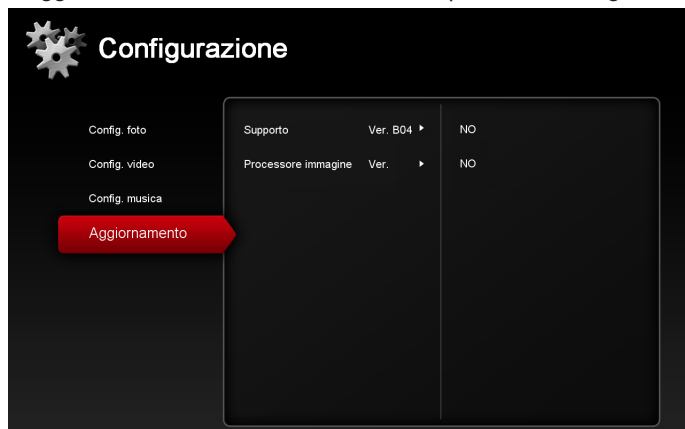 Configurazione
Config. foto
Supporto Ver. B04 NO
Config. video
Processore immagine Ver. NO
Config. musica
Aggiornamento